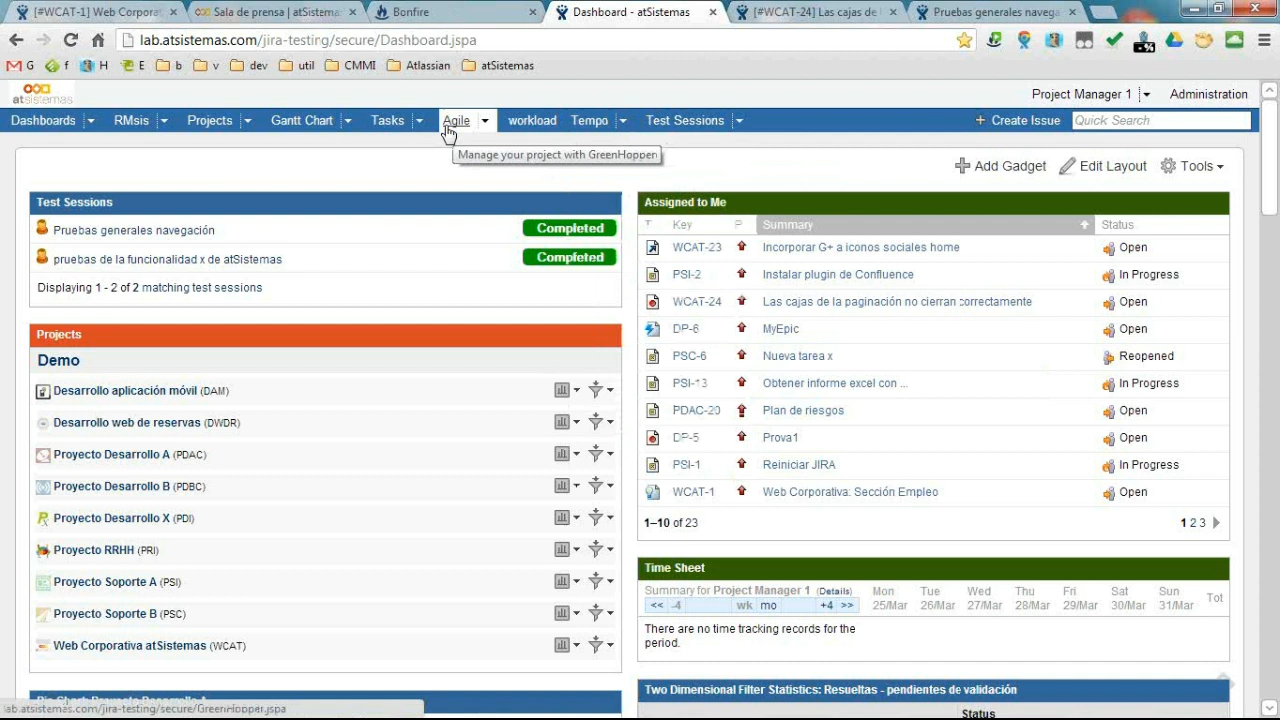 [#WCAT-1] Web Corporat
Sala de prensa | atSistema
Bonfire
Dashboard - atSistemas
[#WCAT-24] Las cajas de l
Pruebas generales naveg
lab.atsistemas.com/jira-testing/secure/Dashboard.jspa
G
f
H
E
b
v
dev
util
CMMI
Atlassian
atSistemas
atsistemas
Project Manager 1
Administration
Dashboards
RMsis
Projects
Gantt Chart
Tasks
Agile
workload
Tempo
Test Sessions
+ Create Issue
Quick Search
Manage your project with GreenHopper
Add Gadget
Edit Layout
Tools
Test Sessions
Pruebas generales navegación
Completed
pruebas de la funcionalidad x de atSistemas
Completed
Displaying 1 - 2 of 2 matching test sessions
Projects
Demo
Desarrollo aplicación móvil (DAM)
Desarrollo web de reservas (DWDR)
Proyecto Desarrollo A (PDAC)
Proyecto Desarrollo B (PDBC)
Proyecto Desarrollo X (PDI)
Proyecto RRHH (PRI)
Proyecto Soporte A (PSI)
Proyecto Soporte B (PSC)
Web Corporativa atSistemas (WCAT)
lab.atsistemas.com/jira-testing/secure/GreenHopper.jspa
Assigned to Me
T Key P Summary Status
WCAT-23 Incorporar G+ a iconos sociales home Open
PSI-2 Instalar plugin de Confluence In Progress
WCAT-24 Las cajas de la paginación no cierran correctamente Open
DP-6 MyEpic Open
PSC-6 Nueva tarea x Reopened
PSI-13 Obtener informe excel con ... In Progress
PDAC-20 Plan de riesgos Open
DP-5 Prova1 Open
PSI-1 Reiniciar JIRA In Progress
WCAT-1 Web Corporativa: Sección Empleo Open
1–10 of 23
1 2 3
Time Sheet
Summary for Project Manager 1 (Details)
Mon Tue Wed Thu Fri Sat Sun Tot
<< -4 wk mo +4 >>
25/Mar 26/Mar 27/Mar 28/Mar 29/Mar 30/Mar 31/Mar
There are no time tracking records for the
period.
Two Dimensional Filter Statistics: Resueltas - pendientes de validación
Status